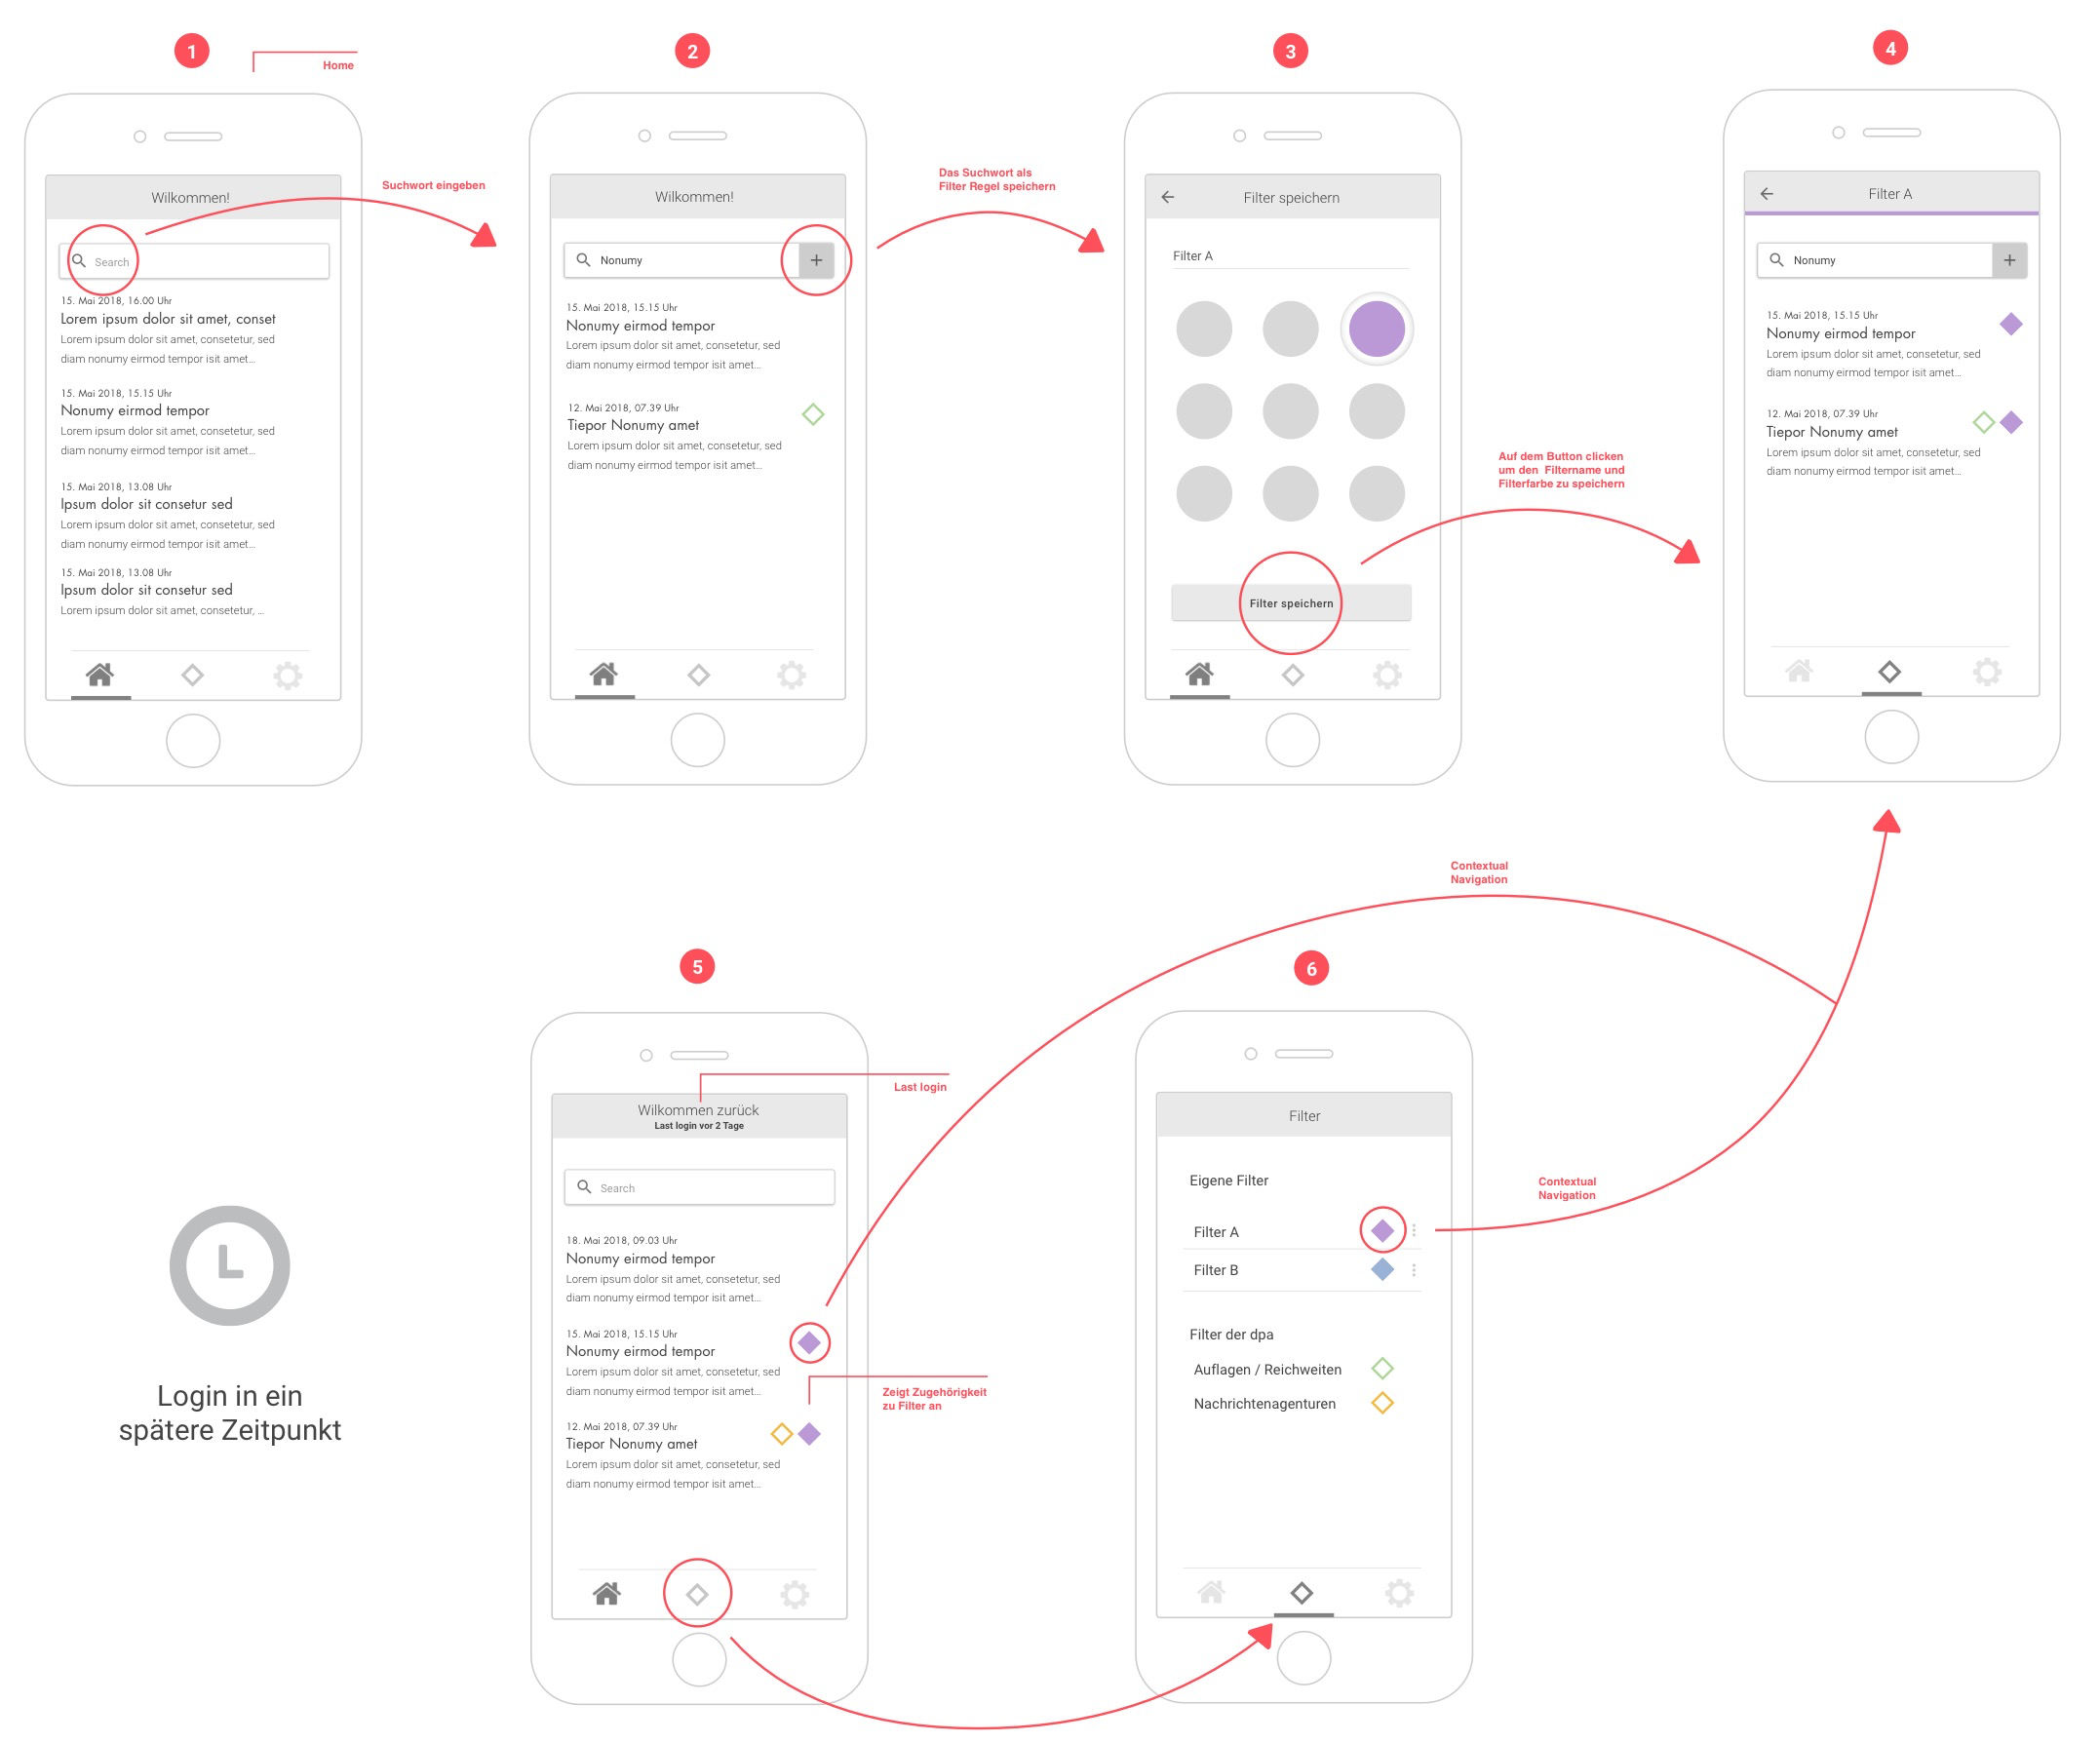 1
Home
Wilkommen!
Search
15. Mai 2018, 16.00 Uhr
Lorem ipsum dolor sit amet, conset
Lorem ipsum dolor sit amet, consetetur, sed
diam nonumy eirmod tempor isit amet...
15. Mai 2018, 15.15 Uhr
Nonumy eirmod tempor
Lorem ipsum dolor sit amet, consetetur, sed
diam nonumy eirmod tempor isit amet...
15. Mai 2018, 13.08 Uhr
Ipsum dolor sit consetur sed
Lorem ipsum dolor sit amet, consetetur, sed
diam nonumy eirmod tempor isit amet...
15. Mai 2018, 13.08 Uhr
Ipsum dolor sit consetur sed
Lorem ipsum dolor sit amet, consetetur, ...
Suchwort eingeben
2
Wilkommen!
Nonumy
+
15. Mai 2018, 15.15 Uhr
Nonumy eirmod tempor
Lorem ipsum dolor sit amet, consetetur, sed
diam nonumy eirmod tempor isit amet...
12. Mai 2018, 07.39 Uhr
Tiepor Nonumy amet
Lorem ipsum dolor sit amet, consetetur, sed
diam nonumy eirmod tempor isit amet...
Das Suchwort als
Filter Regel speichern
3
Filter speichern
Filter A
Filter speichern
Auf dem Button clicken
um den Filtername und
Filterfarbe zu speichern
4
Filter A
Nonumy
+
15. Mai 2018, 15.15 Uhr
Nonumy eirmod tempor
Lorem ipsum dolor sit amet, consetetur, sed
diam nonumy eirmod tempor isit amet...
12. Mai 2018, 07.39 Uhr
Tiepor Nonumy amet
Lorem ipsum dolor sit amet, consetetur, sed
diam nonumy eirmod tempor isit amet...
Contextual
Navigation
Login in ein
spätere Zeitpunkt
5
Last login
Wilkommen zurück
Last login vor 2 Tage
Search
18. Mai 2018, 09.03 Uhr
Nonumy eirmod tempor
Lorem ipsum dolor sit amet, consetetur, sed
diam nonumy eirmod tempor isit amet...
15. Mai 2018, 15.15 Uhr
Nonumy eirmod tempor
Lorem ipsum dolor sit amet, consetetur, sed
diam nonumy eirmod tempor isit amet...
12. Mai 2018, 07.39 Uhr
Tiepor Nonumy amet
Lorem ipsum dolor sit amet, consetetur, sed
diam nonumy eirmod tempor isit amet...
Zeigt Zugehörigkeit
zu Filter an
6
Filter
Eigene Filter
Filter A
Filter B
Filter der dpa
Auflagen / Reichweiten
Nachrichtenagenturen
Contextual
Navigation